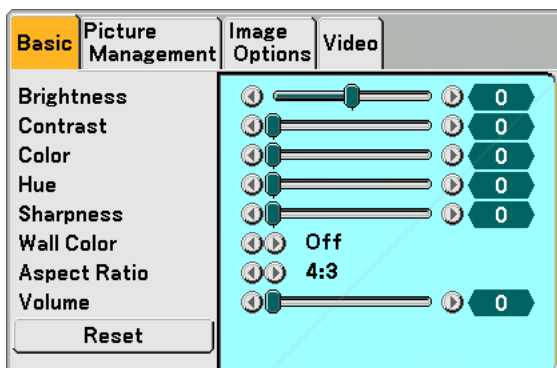 Basic
Picture
Management
Image
Options
Video
Brightness 0
Contrast 0
Color 0
Hue 0
Sharpness 0
Wall Color Off
Aspect Ratio 4:3
Volume 0
Reset